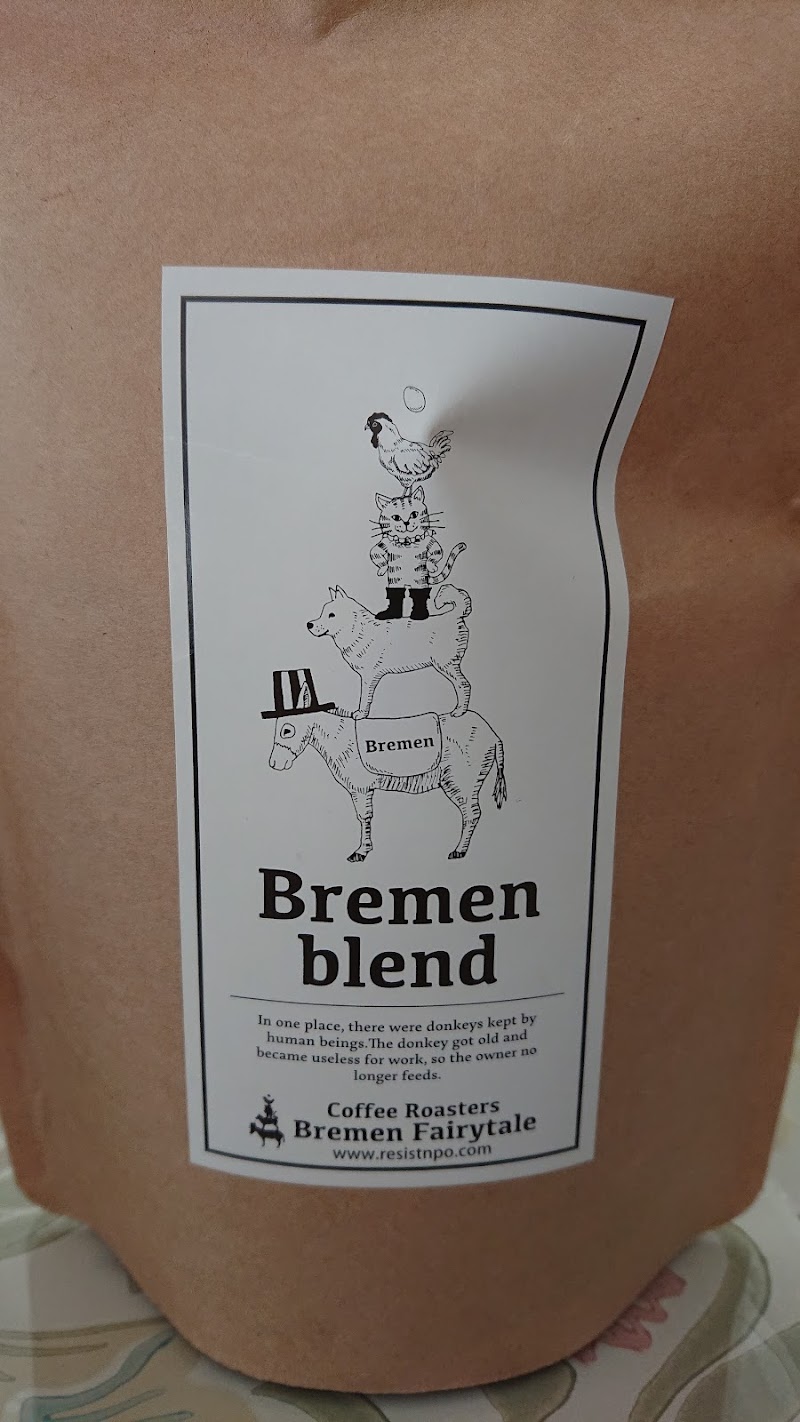 Bremen
Bremen
blend
In one place, there were donkeys kept by
human beings.The donkey got old and
became useless for work, so the owner no
longer feeds.
Coffee Roasters
Bremen Fairytale
www.resistnpo.com